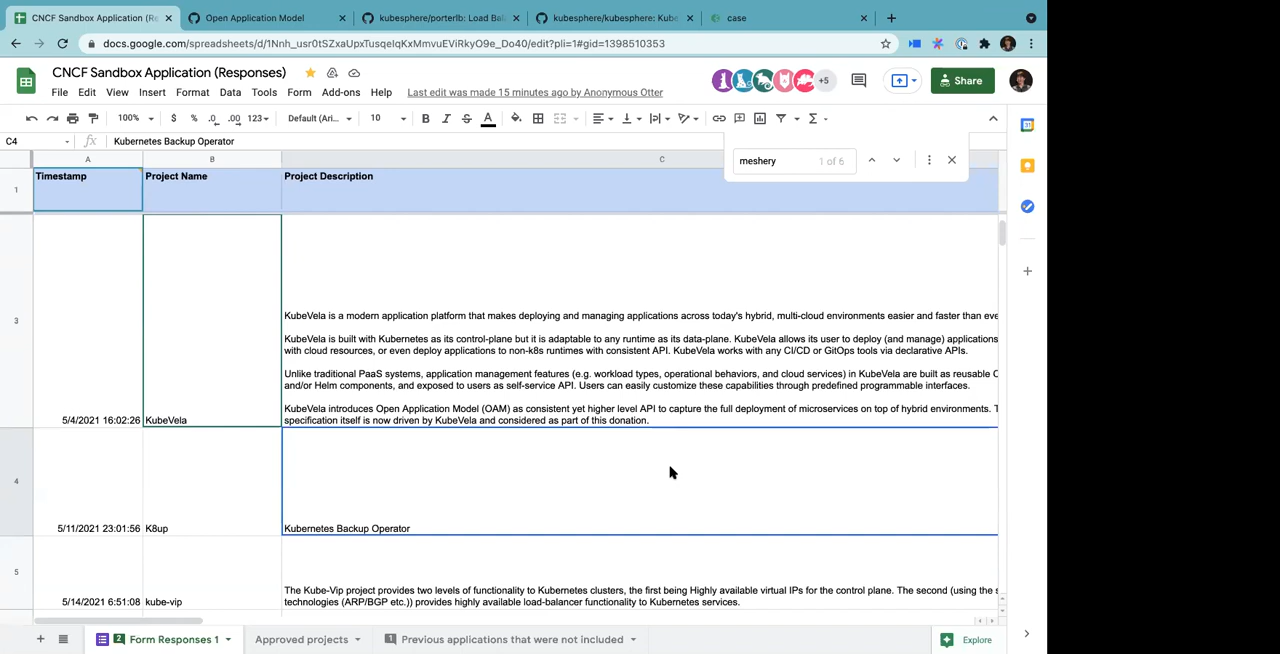 CNCF Sandbox Application (Re
Open Application Model
kubesphere/porterlb: Load Bal
kubesphere/kubesphere: Kube
case
docs.google.com/spreadsheets/d/
/edit?pli=1#gid=1398510353
CNCF Sandbox Application (Responses)
+5
Share
File Edit View Insert Format Data Tools Form Add-ons Help Last edit was made 15 minutes ago by Anonymous Otter
100% $ % .0 .00 123 Default (Ari... 10 B I S A
C4 fx Kubernetes Backup Operator
meshery 1 of 6
A B C
1 Timestamp Project Name Project Description
KubeVela is a modern application platform that makes deploying and managing applications across today's hybrid, multi-cloud environments easier and faster than eve
KubeVela is built with Kubernetes as its control-plane but it is adaptable to any runtime as its data-plane. KubeVela allows its user to deploy (and manage) applications
with cloud resources, or even deploy applications to non-k8s runtimes with consistent API. KubeVela works with any CI/CD or GitOps tools via declarative APIs.
Unlike traditional PaaS systems, application management features (e.g. workload types, operational behaviors, and cloud services) in KubeVela are built as reusable C
and/or Helm components, and exposed to users as self-service API. Users can easily customize these capabilities through predefined programmable interfaces.
KubeVela introduces Open Application Model (OAM) as consistent yet higher level API to capture the full deployment of microservices on top of hybrid environments. T
3 5/4/2021 16:02:26 KubeVela specification itself is now driven by KubeVela and considered as part of this donation.
4 5/11/2021 23:01:56 K8up Kubernetes Backup Operator
The Kube-Vip project provides two levels of functionality to Kubernetes clusters, the first being Highly available virtual IPs for the control plane. The second (using the s
5 5/14/2021 6:51:08 kube-vip technologies (ARP/BGP etc.)) provides highly available load-balancer functionality to Kubernetes services.
2 Form Responses 1 Approved projects 1 Previous applications that were not included Explore